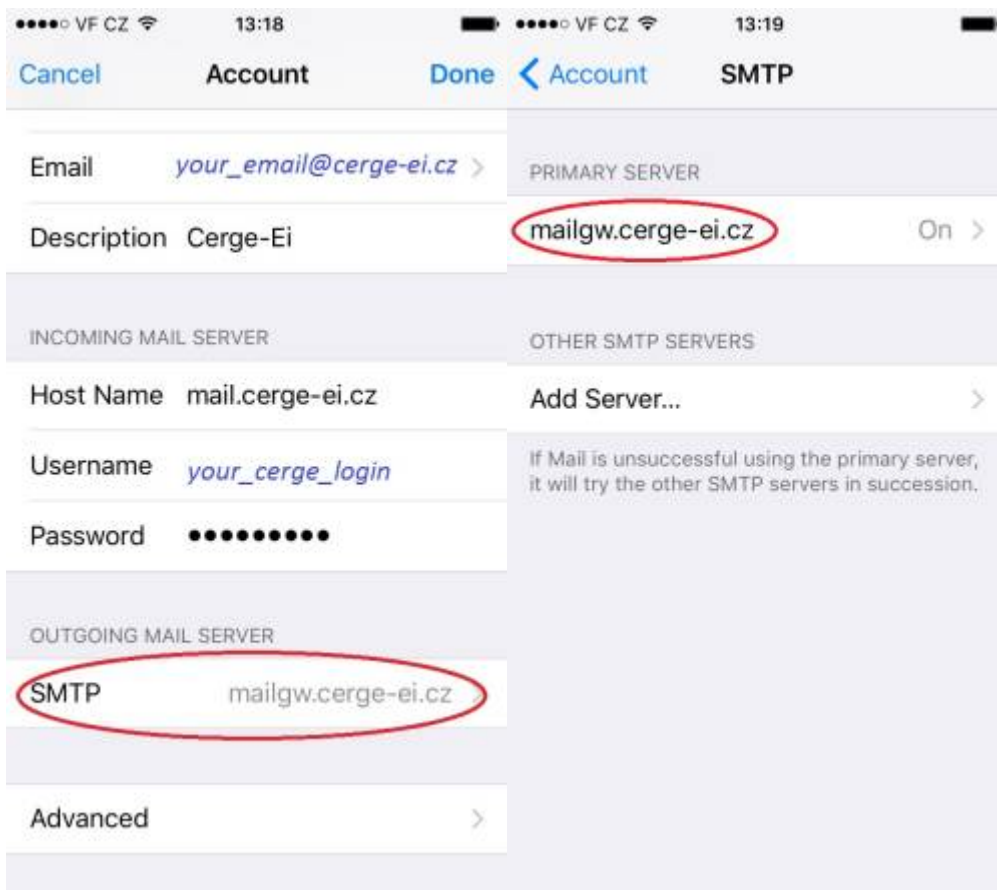 VF CZ 13:18
Cancel Account Done
Email your_email@cerge-ei.cz
Description Cerge-Ei
INCOMING MAIL SERVER
Host Name mail.cerge-ei.cz
Username your_cerge_login
Password •••••••••
OUTGOING MAIL SERVER
SMTP mailgw.cerge-ei.cz
Advanced
VF CZ 13:19
Account SMTP
PRIMARY SERVER
mailgw.cerge-ei.cz On
OTHER SMTP SERVERS
Add Server...
If Mail is unsuccessful using the primary server,
it will try the other SMTP servers in succession.